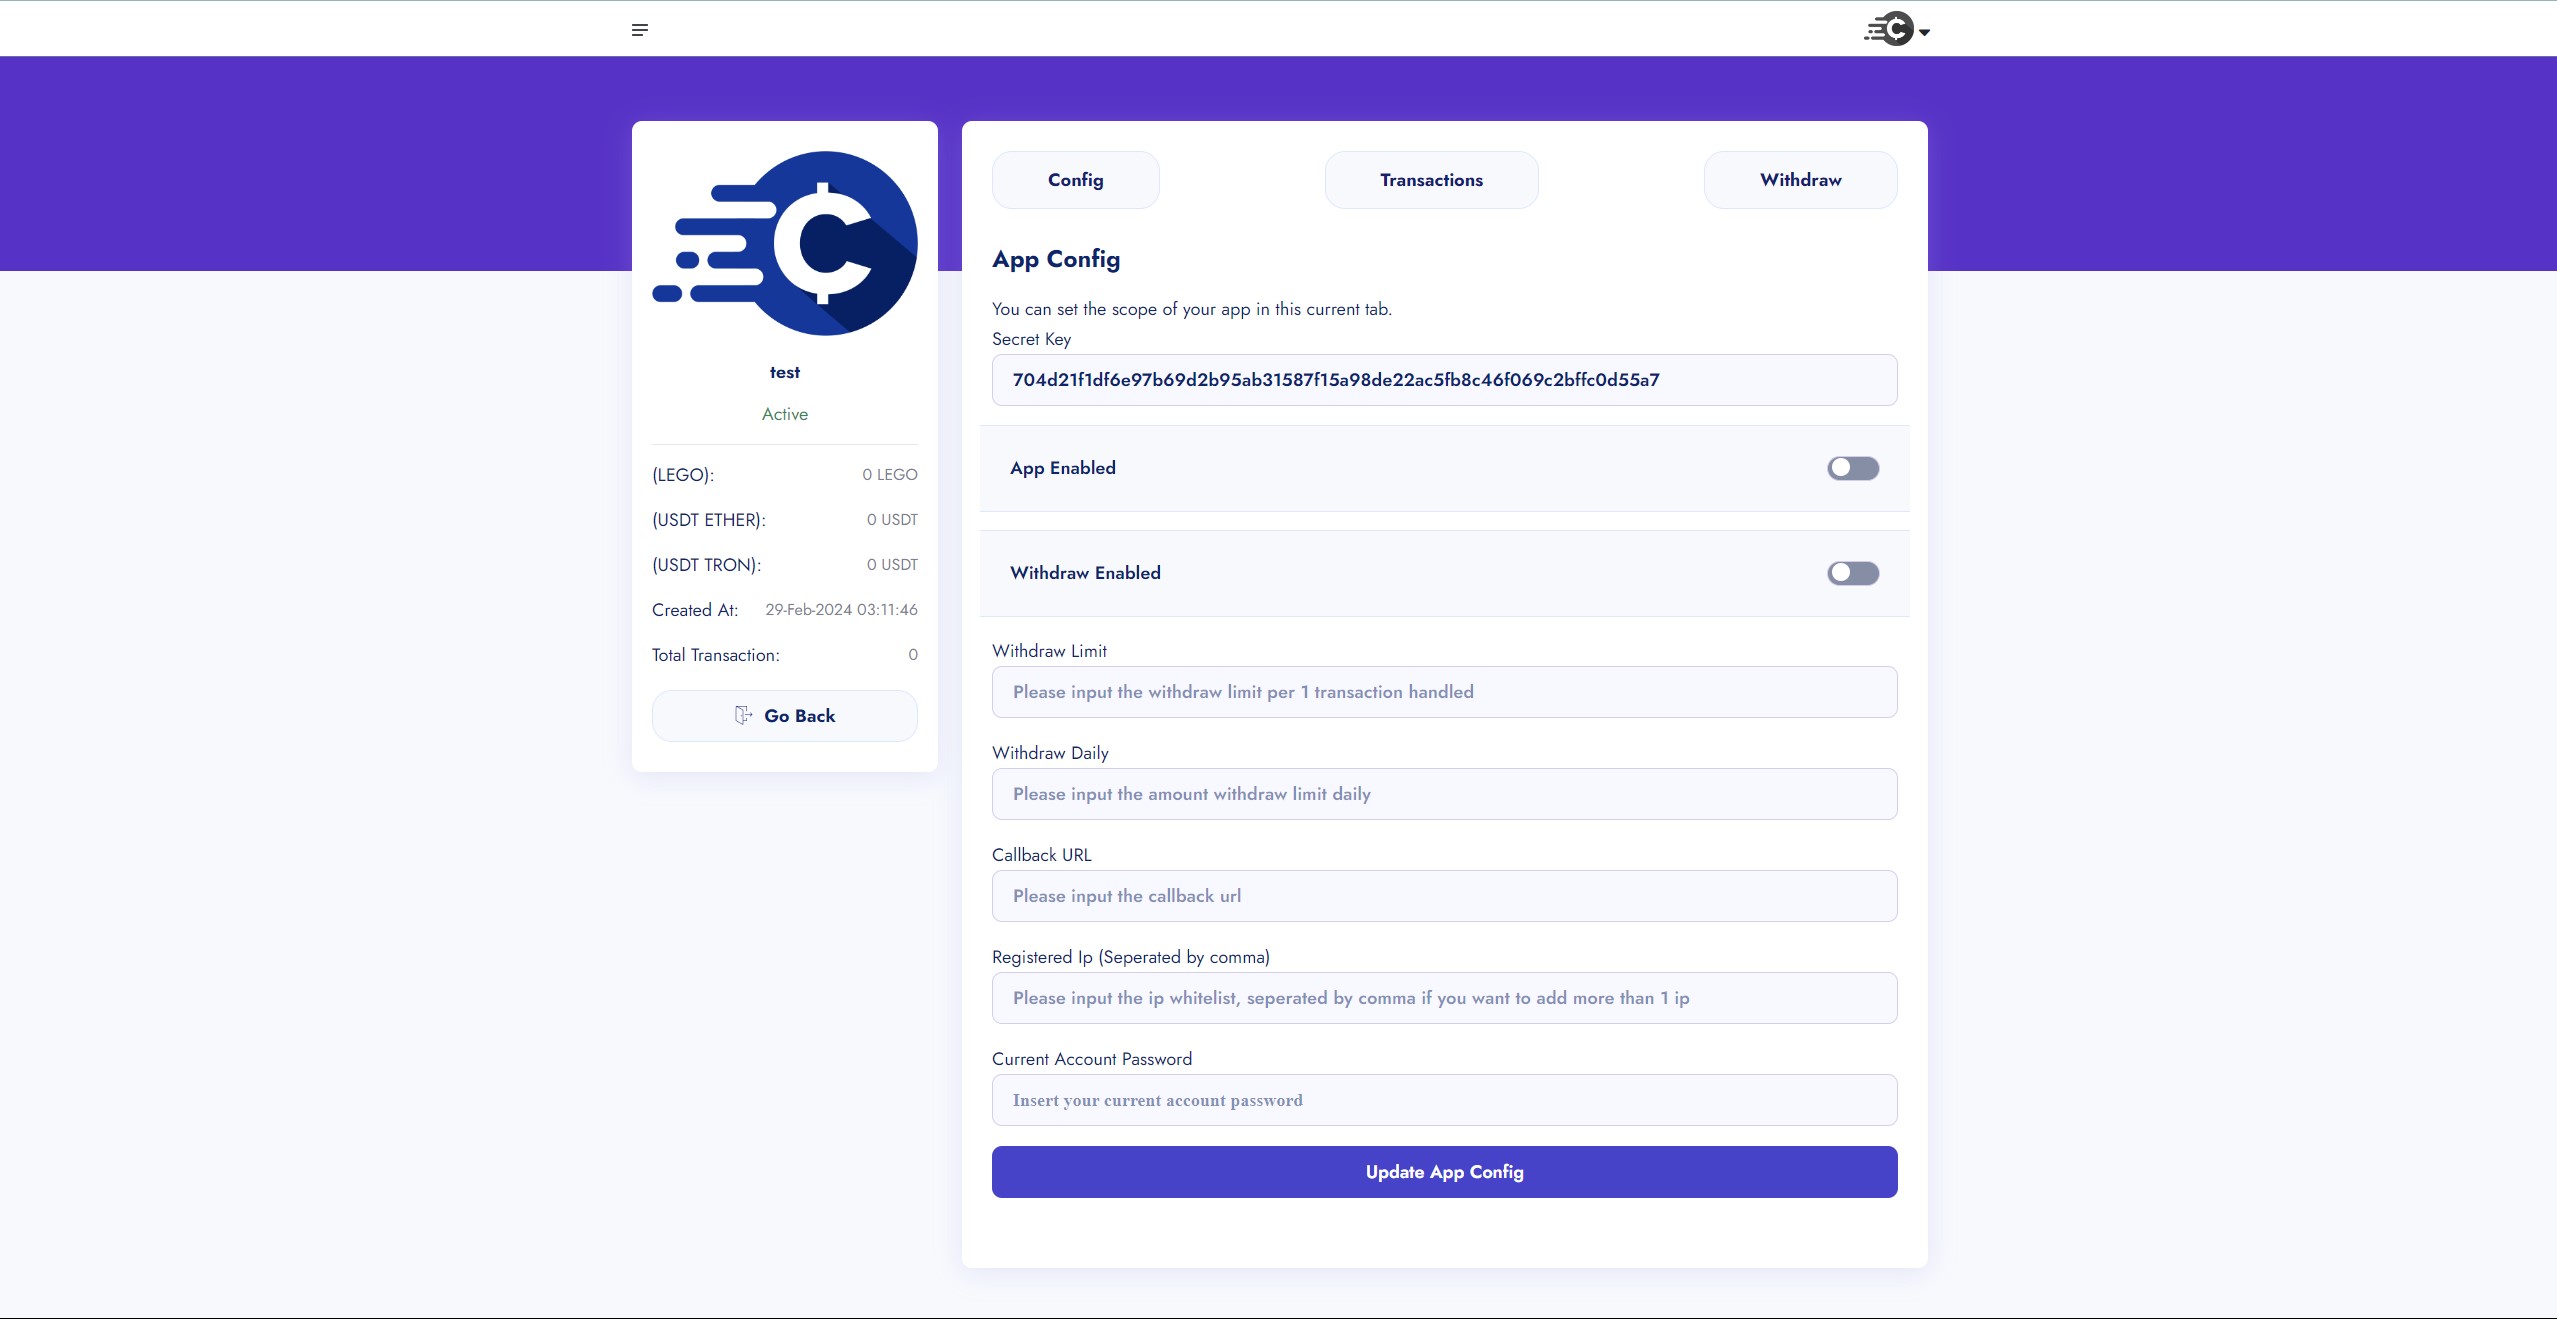 test
Active
(LEGO): 0 LEGO
(USDT ETHER): 0 USDT
(USDT TRON): 0 USDT
Created At: 29-Feb-2024 03:11:46
Total Transaction: 0
Go Back
Config Transactions Withdraw
App Config
You can set the scope of your app in this current tab.
Secret Key
704d21f1df6e97b69d2b95ab31587f15a98de22ac5fb8c46f069c2bffc0d55a7
App Enabled
Withdraw Enabled
Withdraw Limit
Please input the withdraw limit per 1 transaction handled
Withdraw Daily
Please input the amount withdraw limit daily
Callback URL
Please input the callback url
Registered Ip (Seperated by comma)
Please input the ip whitelist, seperated by comma if you want to add more than 1 ip
Current Account Password
Insert your current account password
Update App Config